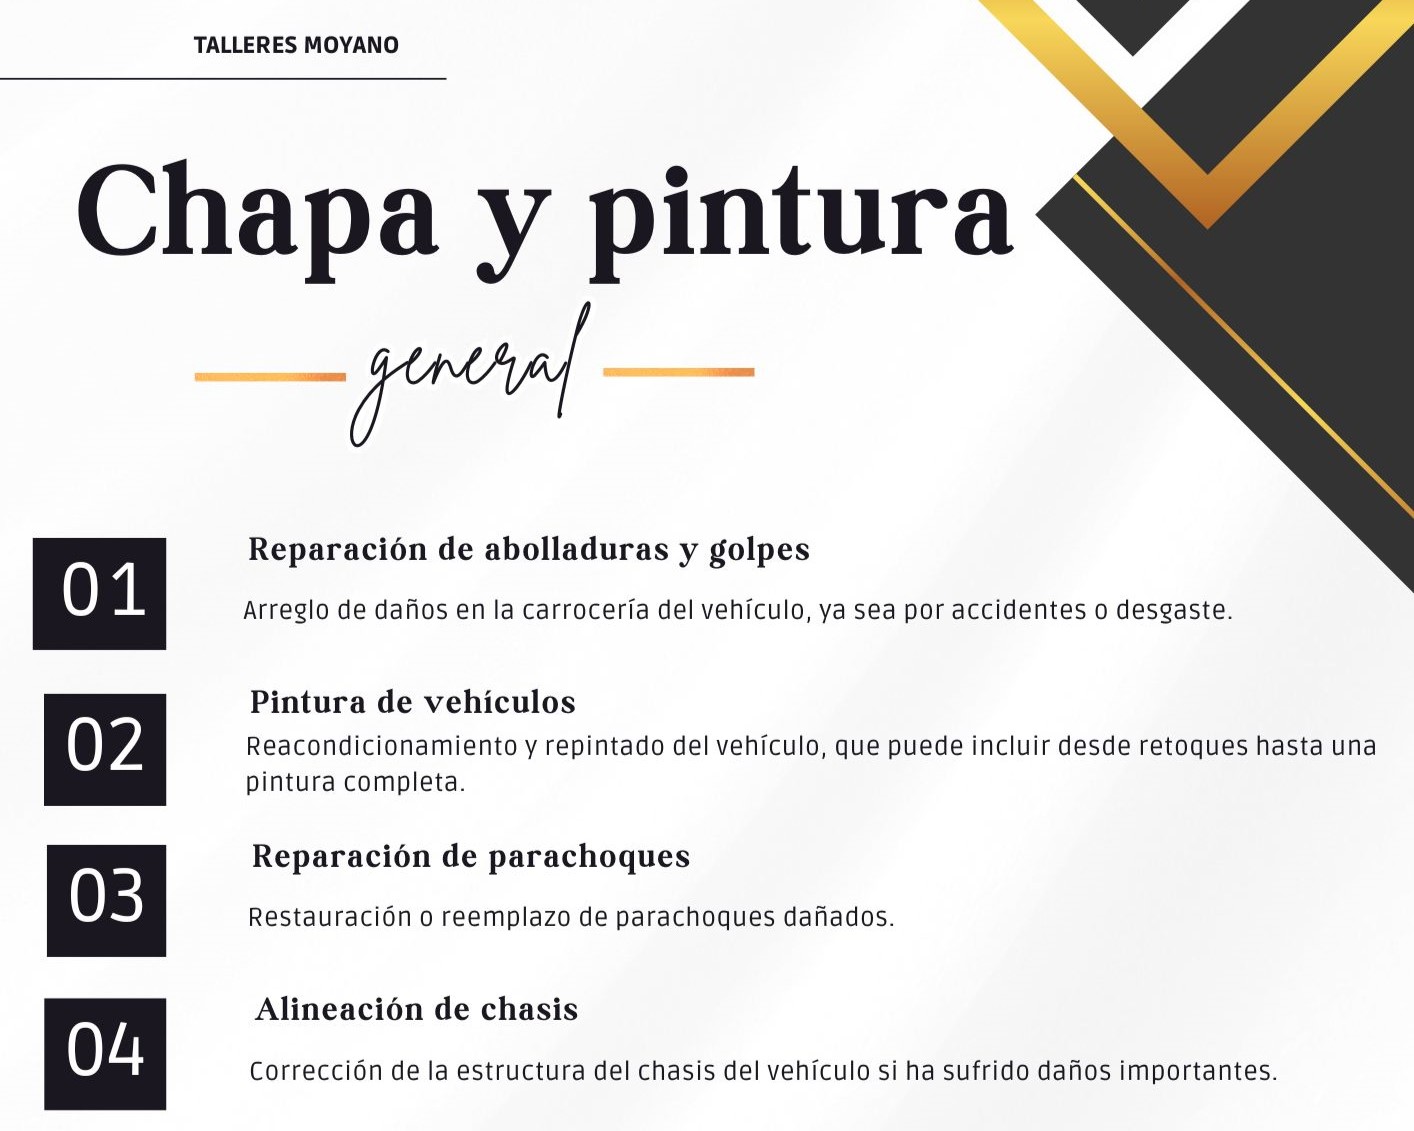 TALLERES MOYANO
Chapa y pintura
general
01
Reparación de abolladuras y golpes
Arreglo de daños en la carrocería del vehículo, ya sea por accidentes o desgaste.
02
Pintura de vehículos
Reacondicionamiento y repintado del vehículo, que puede incluir desde retoques hasta una
pintura completa.
03
Reparación de parachoques
Restauración o reemplazo de parachoques dañados.
04
Alineación de chasis
Corrección de la estructura del chasis del vehículo si ha sufrido daños importantes.